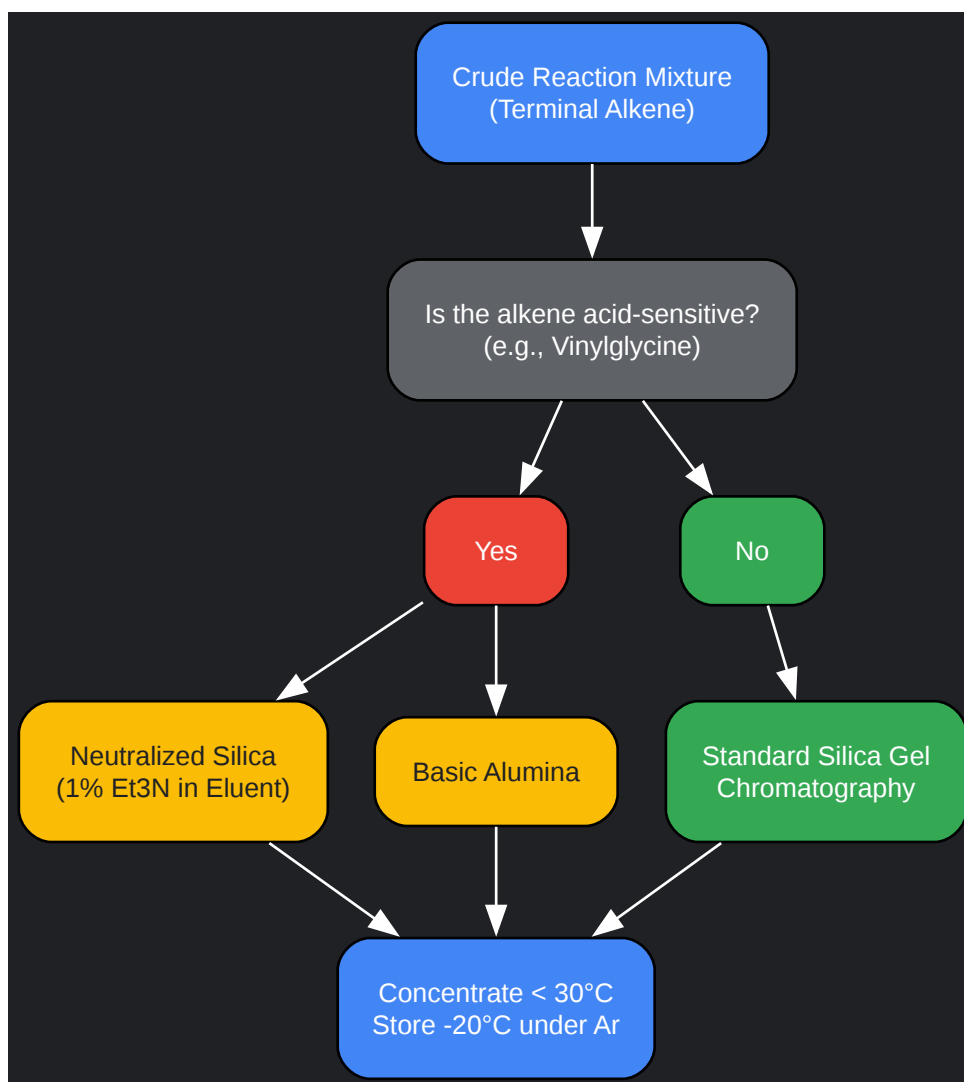 Crude Reaction Mixture
(Terminal Alkene)
Is the alkene acid-sensitive?
(e.g., Vinylglycine)
Yes
No
Neutralized Silica
(1% Et3N in Eluent)
Basic Alumina
Standard Silica Gel
Chromatography
Concentrate < 30°C
Store -20°C under Ar